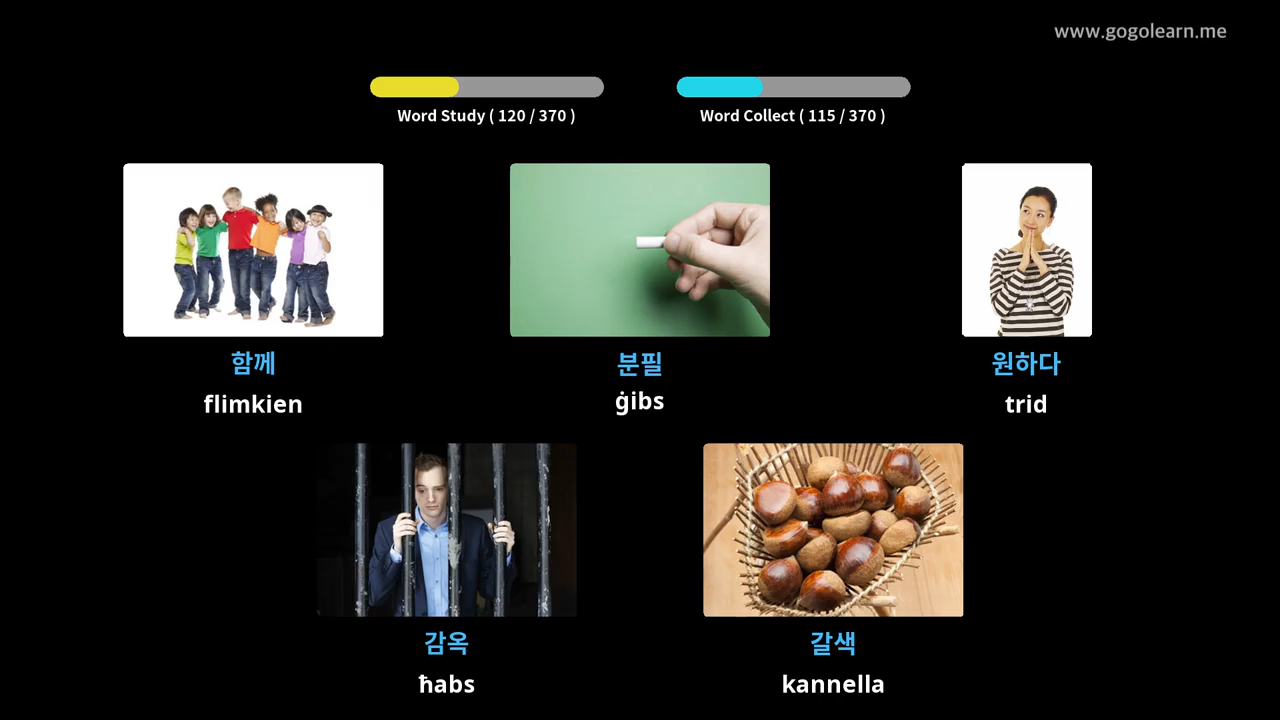 www.gogolearn.me
Word Study ( 120 / 370 )
Word Collect ( 115 / 370 )
함께
분필
원하다
flimkien
ġibs
trid
감옥
갈색
ħabs
kannella